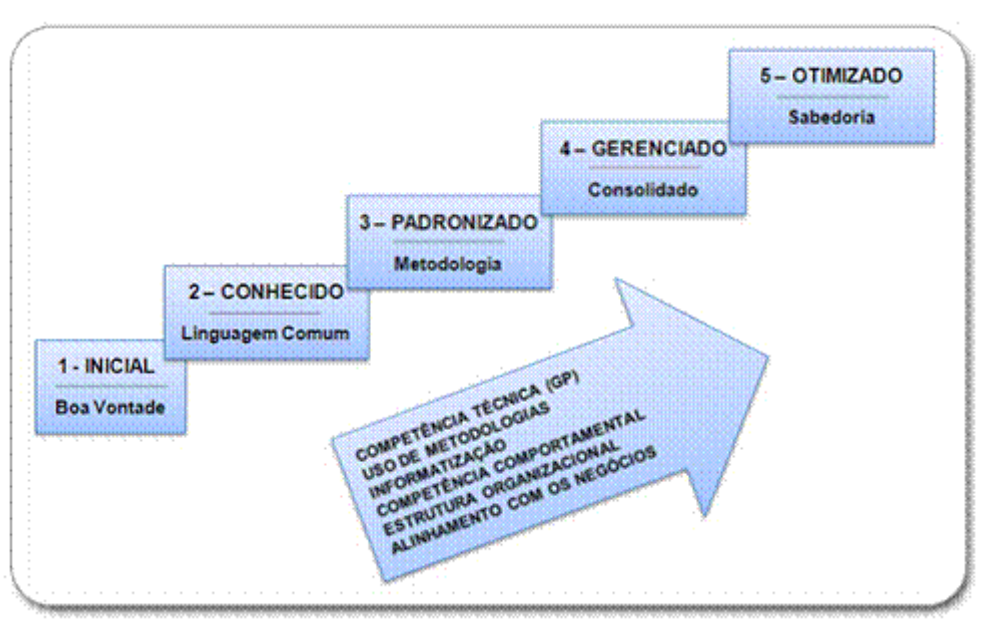 5 – OTIMIZADO
Sabedoria
4 – GERENCIADO
Consolidado
3 – PADRONIZADO
Metodologia
2 – CONHECIDO
Linguagem Comum
1 - INICIAL
Boa Vontade
COMPETÊNCIA TÉCNICA (GP)
USO DE METODOLOGIAS
INFORMATIZAÇÃO
COMPETÊNCIA COMPORTAMENTAL
ESTRUTURA ORGANIZACIONAL
ALINHAMENTO COM OS NEGÓCIOS